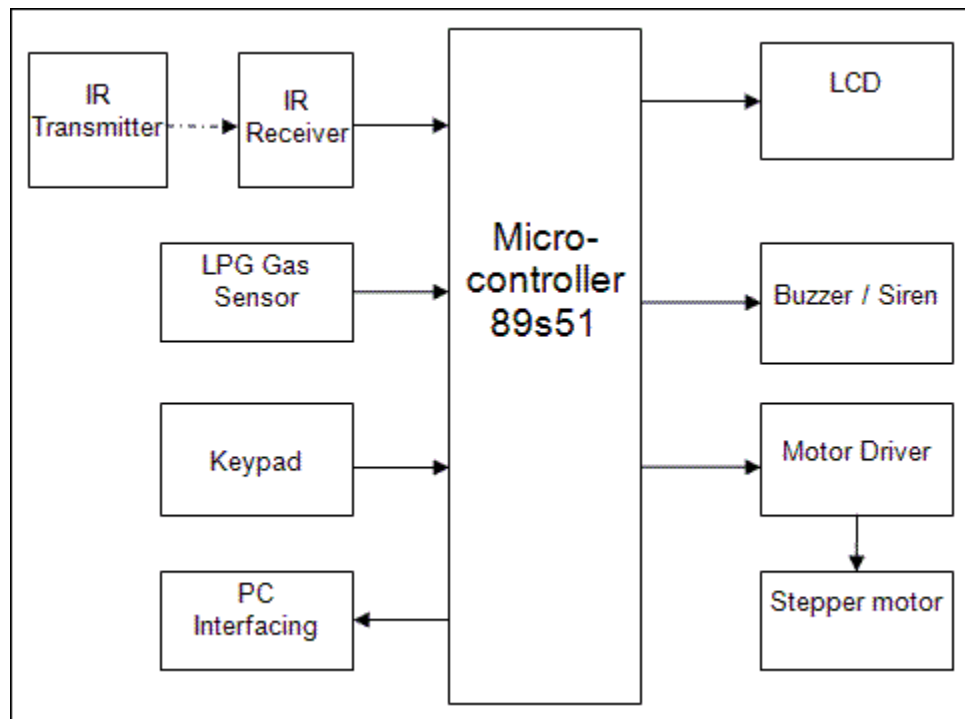 IR
Transmitter
IR
Receiver
LPG Gas
Sensor
Keypad
PC
Interfacing
Micro-
controller
89s51
LCD
Buzzer / Siren
Motor Driver
Stepper motor